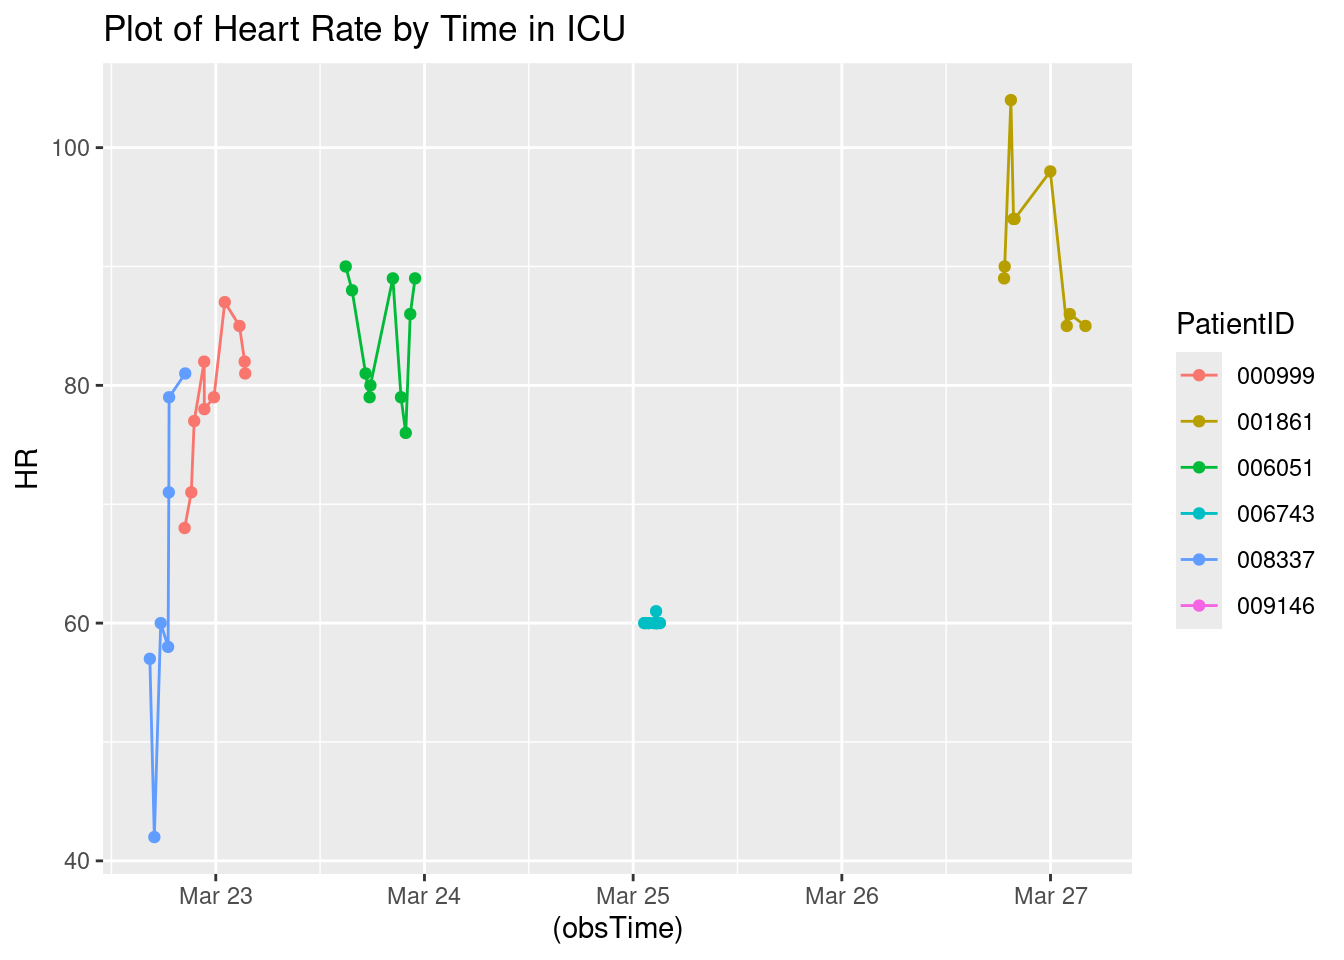 Plot of Heart Rate by Time in ICU
HR
100
80
60
40
Mar 23
Mar 24
Mar 25
Mar 26
Mar 27
(obsTime)
PatientID
000999
001861
006051
006743
008337
009146